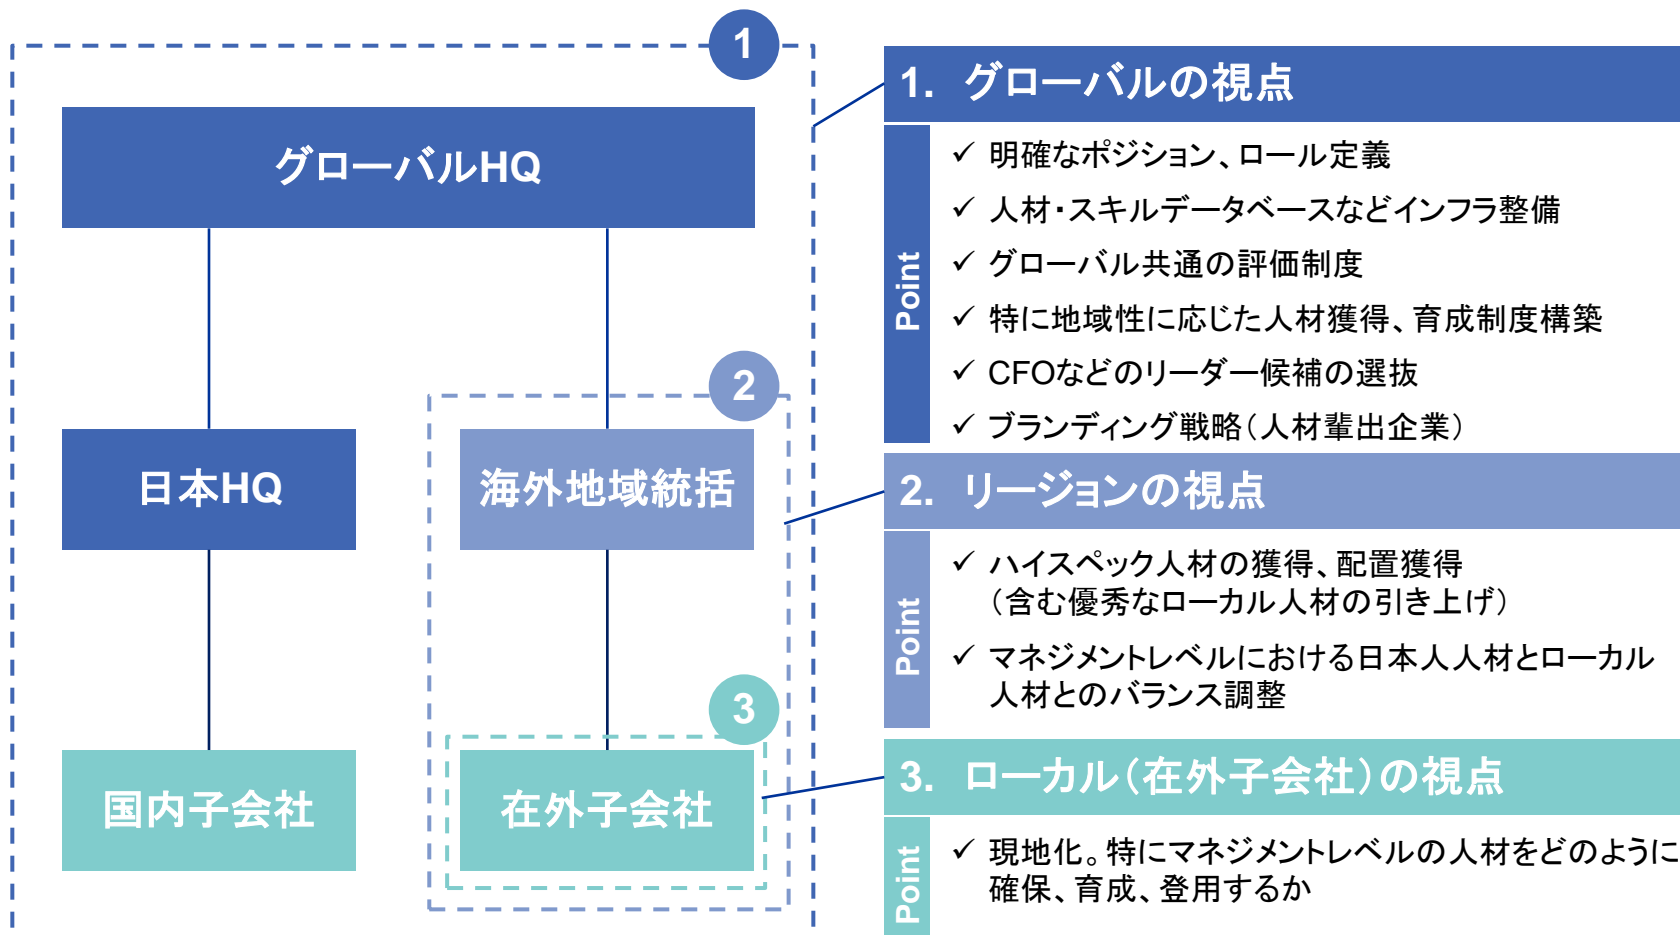 1
グローバルHQ
2
日本HQ
海外地域統括
3
国内子会社
在外子会社
1. グローバルの視点
Point
✓ 明確なポジション、ロール定義
✓ 人材・スキルデータベースなどインフラ整備
✓ グローバル共通の評価制度
✓ 特に地域性に応じた人材獲得、育成制度構築
✓ CFOなどのリーダー候補の選抜
✓ ブランディング戦略（人材輩出企業）
2. リージョンの視点
Point
✓ ハイスペック人材の獲得、配置獲得
（含む優秀なローカル人材の引き上げ）
✓ マネジメントレベルにおける日本人人材とローカル
人材とのバランス調整
3. ローカル（在外子会社）の視点
Point
✓ 現地化。特にマネジメントレベルの人材をどのように
確保、育成、登用するか